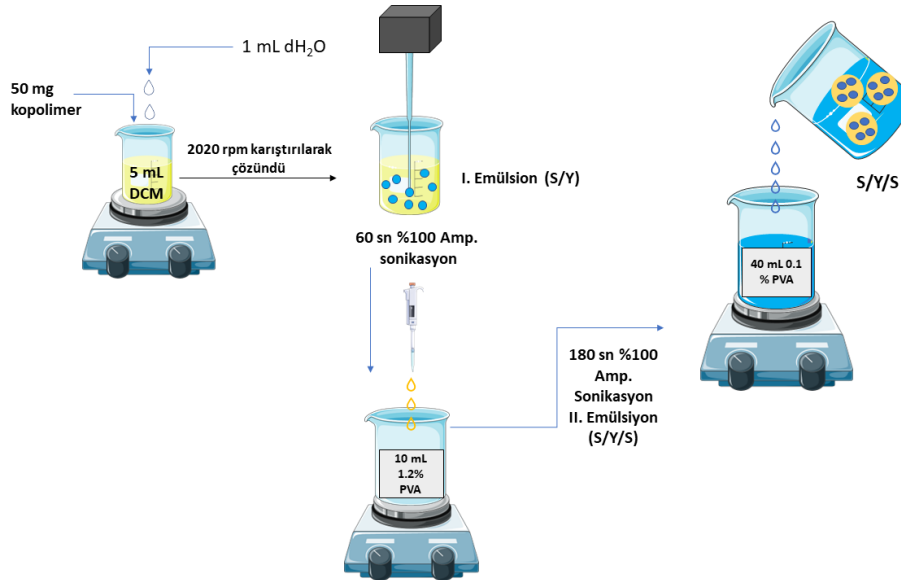 1 mL dH₂O
50 mg
kopolimer
5 mL
DCM
2020 rpm karıştırılarak
çözündü
I. Emülsion (S/Y)
60 sn %100 Amp.
sonikasyon
10 mL
1.2%
PVA
180 sn %100
Amp.
Sonikasyon
II. Emülsiyon
(S/Y/S)
S/Y/S
40 mL 0.1
% PVA